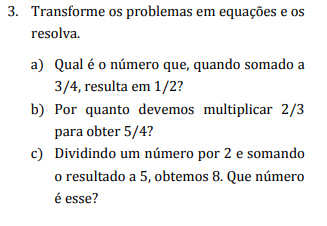 3. Transforme os problemas em equações e os
resolva.
a) Qual é o número que, quando somado a
3/4, resulta em 1/2?
b) Por quanto devemos multiplicar 2/3
para obter 5/4?
c) Dividindo um número por 2 e somando
o resultado a 5, obtemos 8. Que número
é esse?